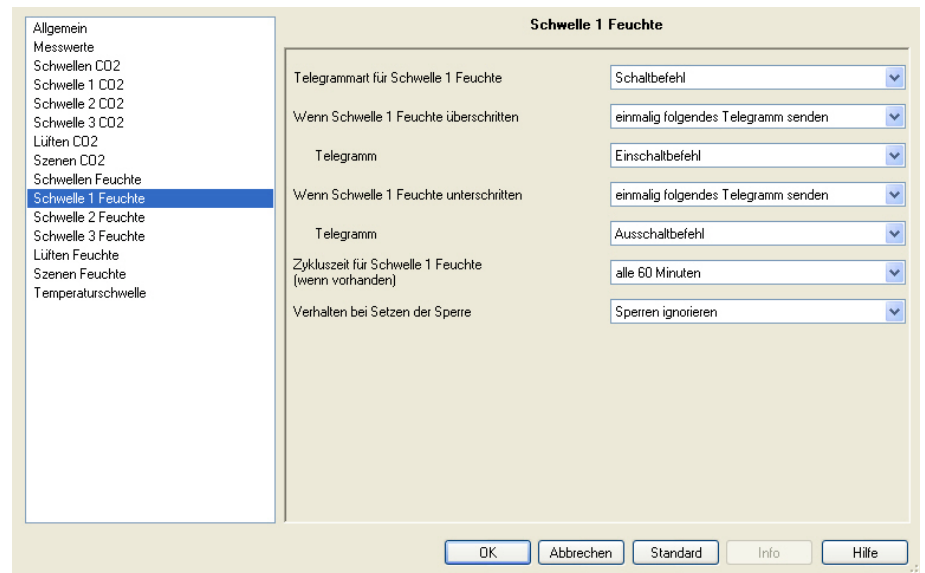 Allgemein
Messwerte
Schwellen CO2
Schwelle 1 CO2
Schwelle 2 CO2
Schwelle 3 CO2
Lüften CO2
Szenen CO2
Schwellen Feuchte
Schwelle 1 Feuchte
Schwelle 2 Feuchte
Schwelle 3 Feuchte
Lüften Feuchte
Szenen Feuchte
Temperaturschwelle
Schwelle 1 Feuchte
Telegrammart für Schwelle 1 Feuchte
Schaltbefehl
Wenn Schwelle 1 Feuchte überschritten
einmalig folgendes Telegramm senden
Telegramm
Einschaltbefehl
Wenn Schwelle 1 Feuchte unterschritten
einmalig folgendes Telegramm senden
Telegramm
Ausschaltbefehl
Zykluszeit für Schwelle 1 Feuchte
(wenn vorhanden)
alle 60 Minuten
Verhalten bei Setzen der Sperre
Sperren ignorieren
OK
Abbrechen
Standard
Info
Hilfe